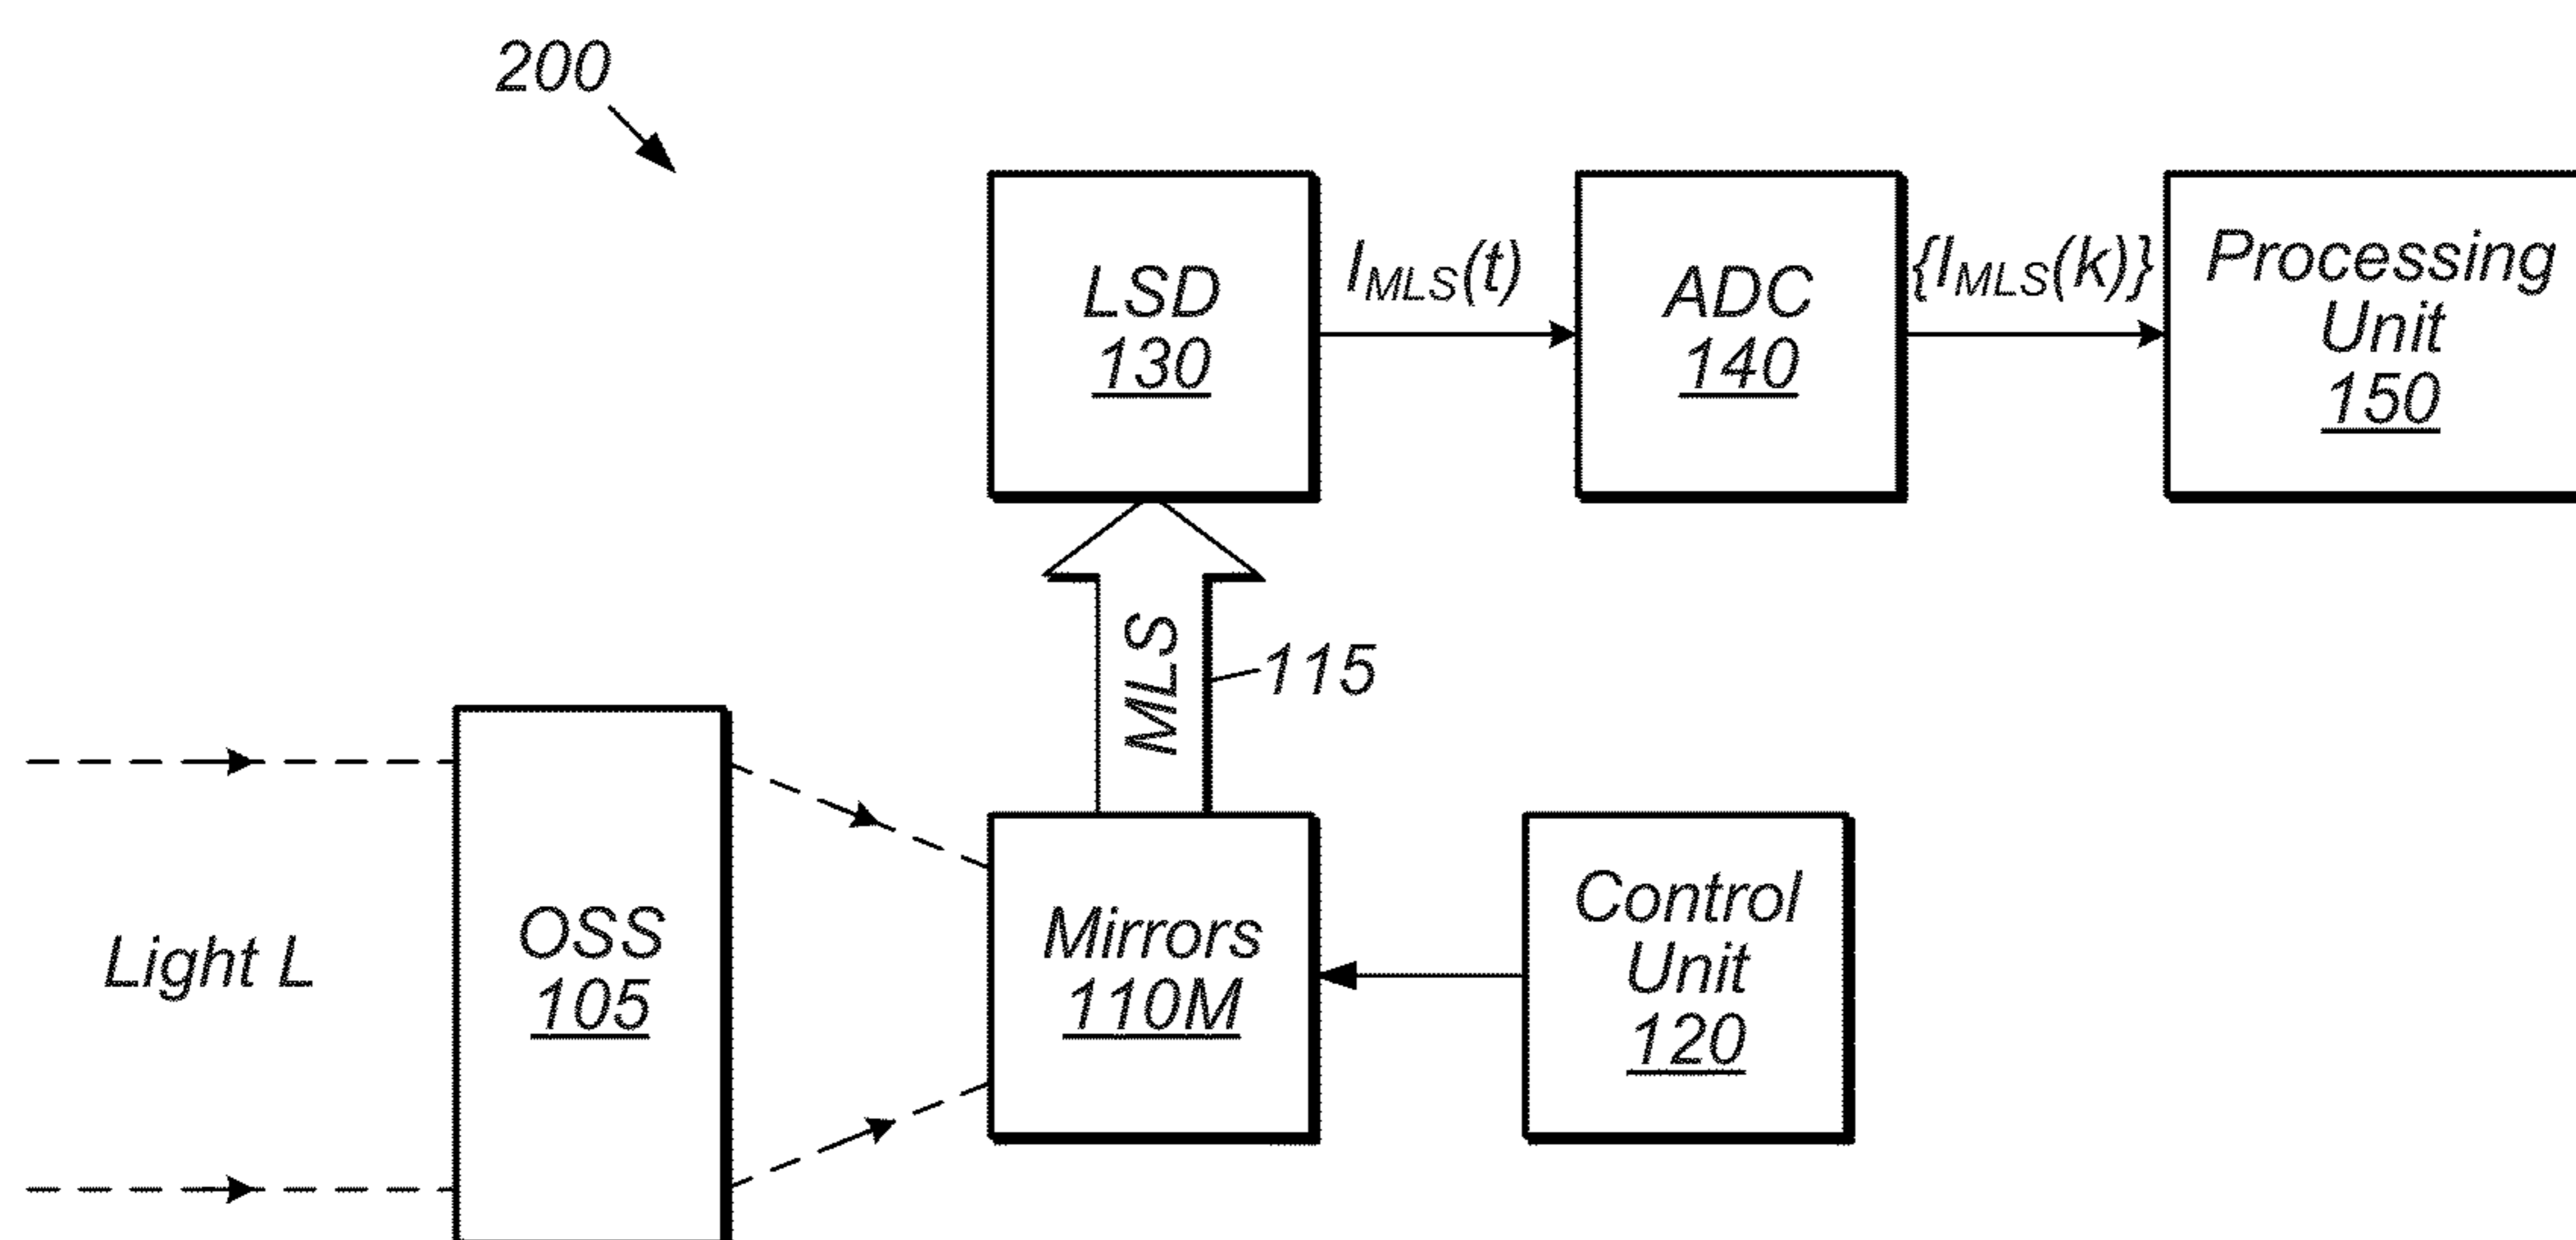 200
LSD
130
I_MLS(t)
ADC
140
{I_MLS(k)}
Processing
Unit
150
MLS
115
Light L
OSS
105
Mirrors
110M
Control
Unit
120